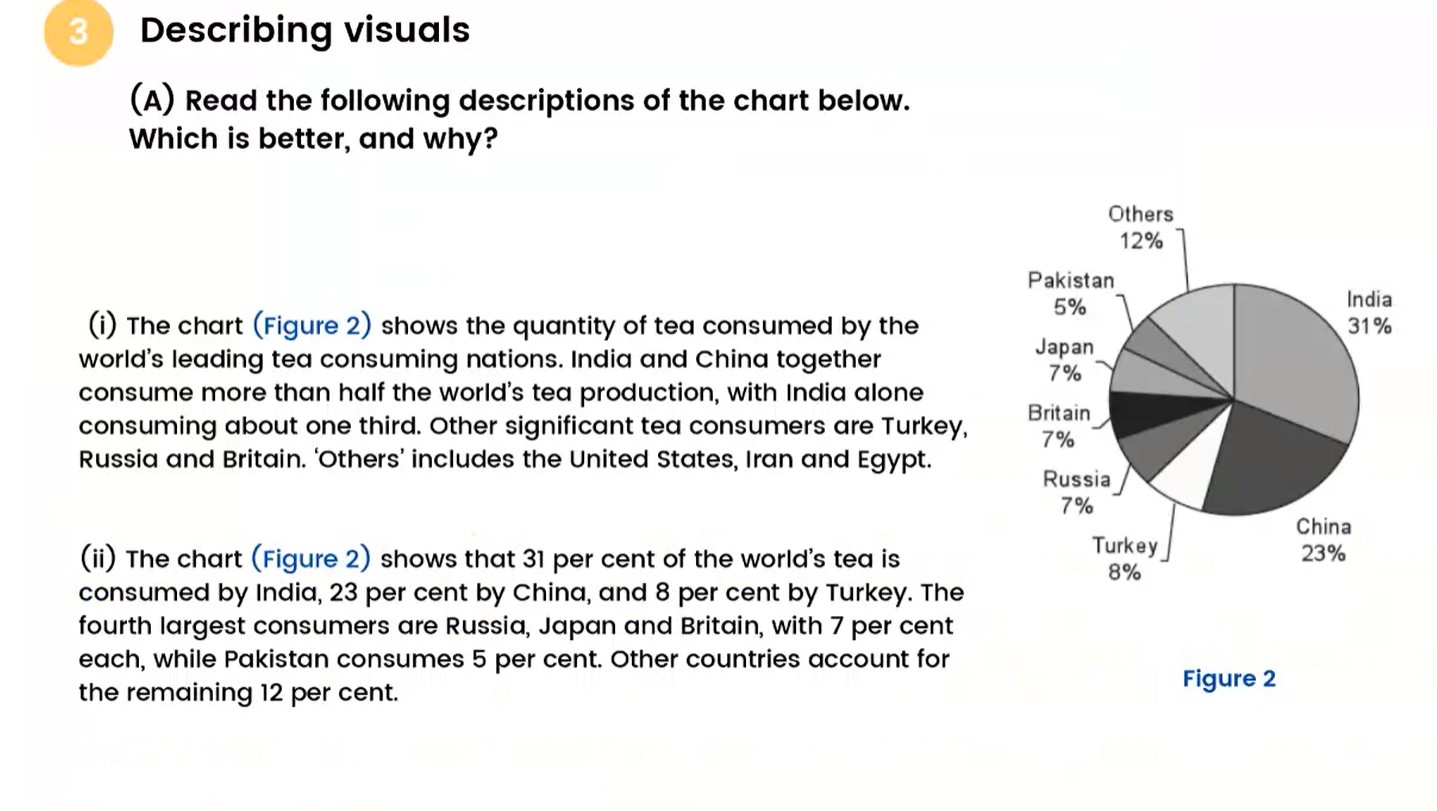 3 Describing visuals
(A) Read the following descriptions of the chart below.
Which is better, and why?
(i) The chart (Figure 2) shows the quantity of tea consumed by the
world’s leading tea consuming nations. India and China together
consume more than half the world’s tea production, with India alone
consuming about one third. Other significant tea consumers are Turkey,
Russia and Britain. ‘Others’ includes the United States, Iran and Egypt.
(ii) The chart (Figure 2) shows that 31 per cent of the world’s tea is
consumed by India, 23 per cent by China, and 8 per cent by Turkey. The
fourth largest consumers are Russia, Japan and Britain, with 7 per cent
each, while Pakistan consumes 5 per cent. Other countries account for
the remaining 12 per cent.
Others
12%
Pakistan
5%
India
31%
Japan
7%
Britain
7%
Russia
7%
China
23%
Turkey
8%
Figure 2